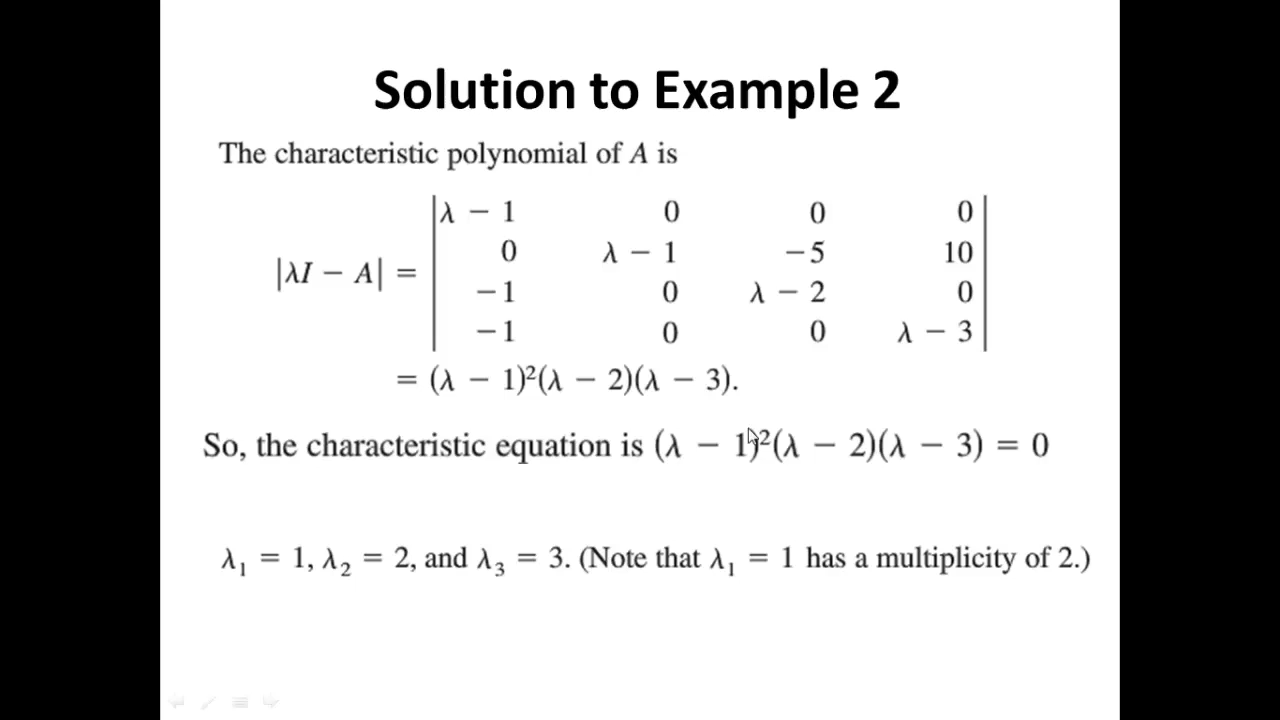 Solution to Example 2
The characteristic polynomial of A is
|λI − A| = |λ − 1 0 0 0|
|0 λ − 1 −5 10|
|−1 0 λ − 2 0|
|−1 0 0 λ − 3|
= (λ − 1)²(λ − 2)(λ − 3).
So, the characteristic equation is (λ − 1)²(λ − 2)(λ − 3) = 0
λ₁ = 1, λ₂ = 2, and λ₃ = 3. (Note that λ₁ = 1 has a multiplicity of 2.)